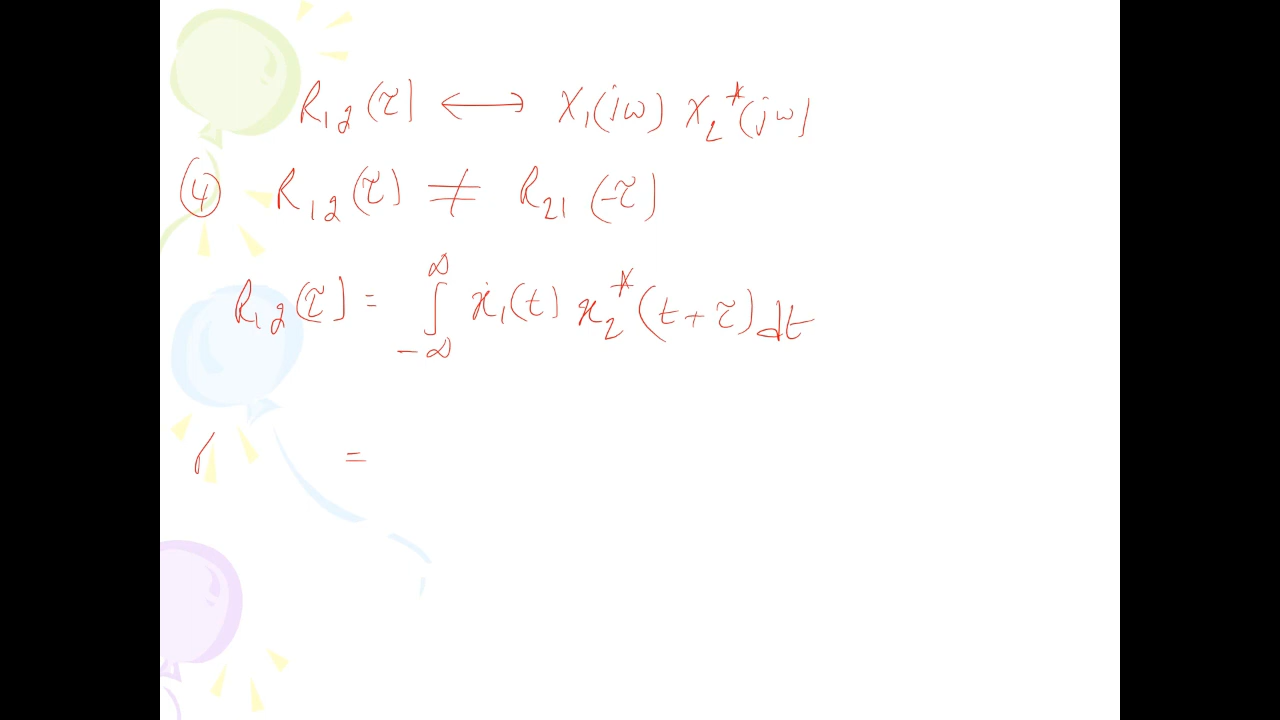 R₁₂(τ) ⟷ X₁(jω) X₂*(jω)
④ R₁₂(τ) ≠ R₂₁(-τ)
R₁₂(τ) = ∫_{-∞}^{∞} x₁(t) x₂*(t+τ) dt
=